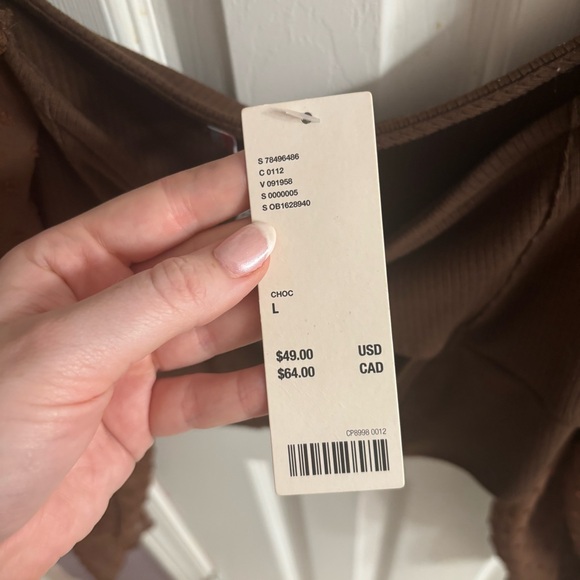 S 78496486
C 0112
V 091958
S 0000005
S OB1628940
CHOC
L
$49.00 USD
$64.00 CAD
CP8998 0012